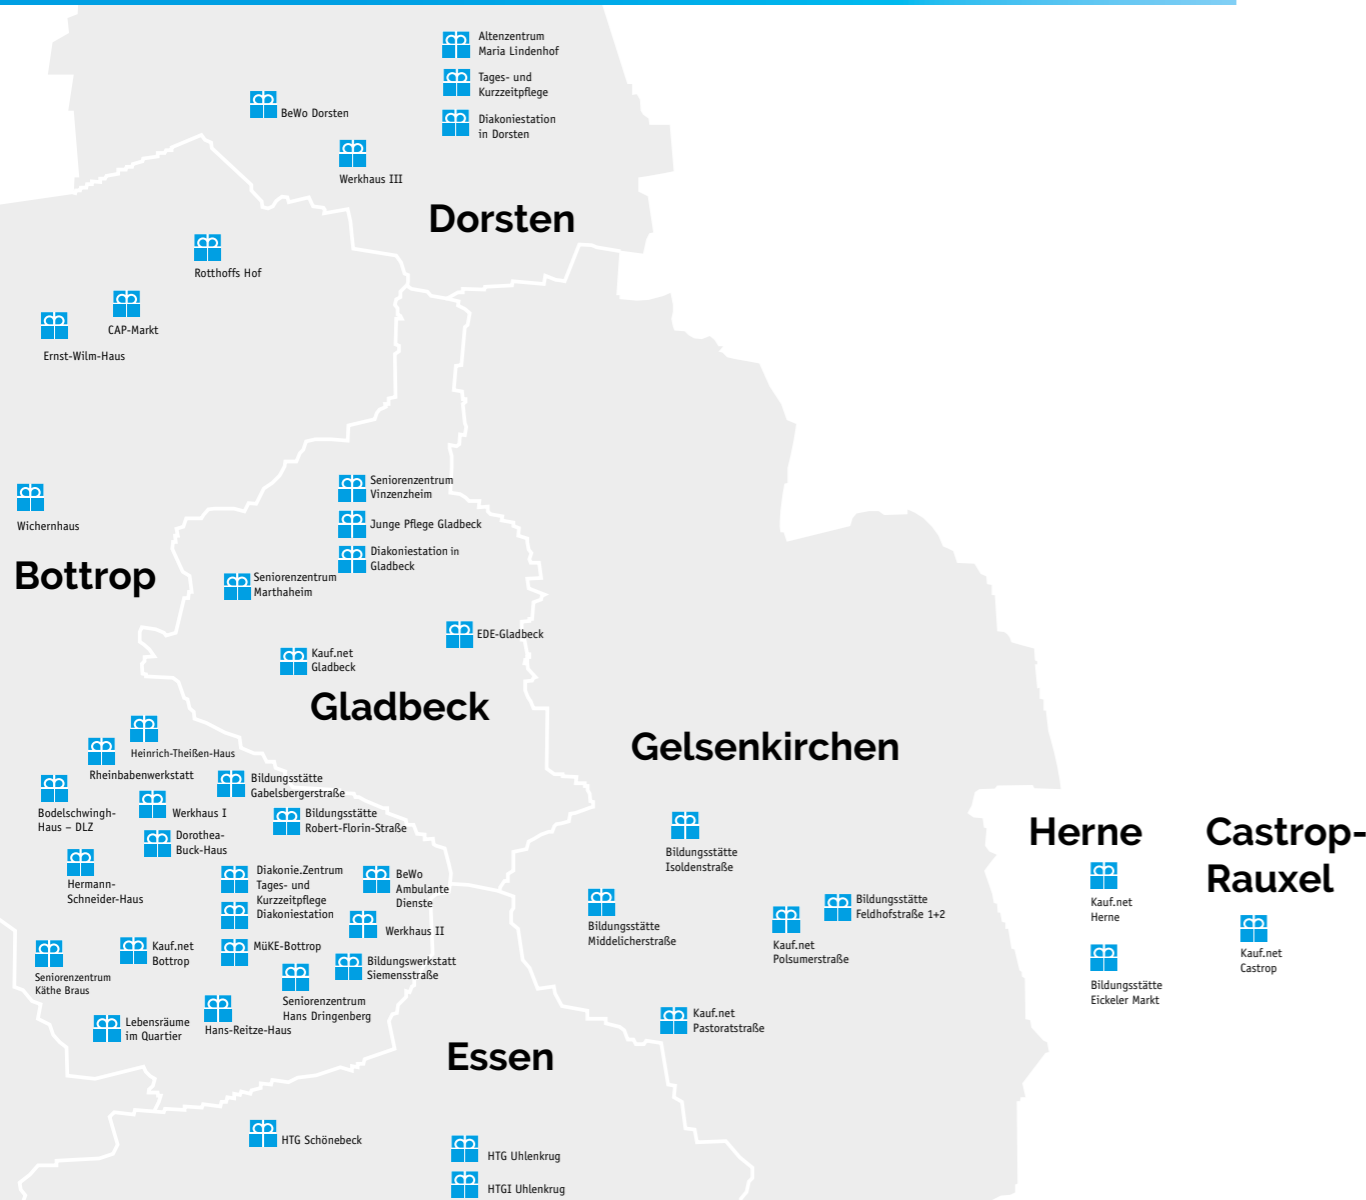 Altenzentrum
Maria Lindenhof
Tages- und
Kurzzeitpflege
BeWo Dorsten
Diakoniestation
in Dorsten
Werkhaus III
Dorsten
Rotthoffs Hof
CAP-Markt
Ernst-Wilm-Haus
Seniorenzentrum
Vinzenzheim
Wichernhaus
Junge Pflege Gladbeck
Diakoniestation in
Gladbeck
Bottrop
Seniorenzentrum
Marthaheim
EDE-Gladbeck
Kauf.net
Gladbeck
Gladbeck
Gelsenkirchen
Heinrich-Theißen-Haus
Rheinbabenwerkstatt
Bildungsstätte
Gabelsbergerstraße
Bodelschwingh-
Haus – DLZ
Werkhaus I
Bildungsstätte
Robert-Florin-Straße
Dorothea-
Buck-Haus
Hermann-
Schneider-Haus
Diakonie.Zentrum
Tages- und
Kurzzeitpflege
Diakoniestation
BeWo
Ambulante
Dienste
Werkhaus II
Kauf.net
Bottrop
MüKE-Bottrop
Bildungswerkstatt
Siemensstraße
Seniorenzentrum
Käthe Braus
Seniorenzentrum
Hans Dringenberg
Lebensräume
im Quartier
Hans-Reitze-Haus
Bildungsstätte
Isoldenstraße
Bildungsstätte
Middelicherstraße
Bildungsstätte
Feldhofstraße 1+2
Kauf.net
Polsumerstraße
Kauf.net
Pastoratstraße
Herne
Kauf.net
Herne
Bildungsstätte
Eickeler Markt
Castrop-
Rauxel
Kauf.net
Castrop
Essen
HTG Schönebeck
HTG Uhlenkrug
HTGI Uhlenkrug